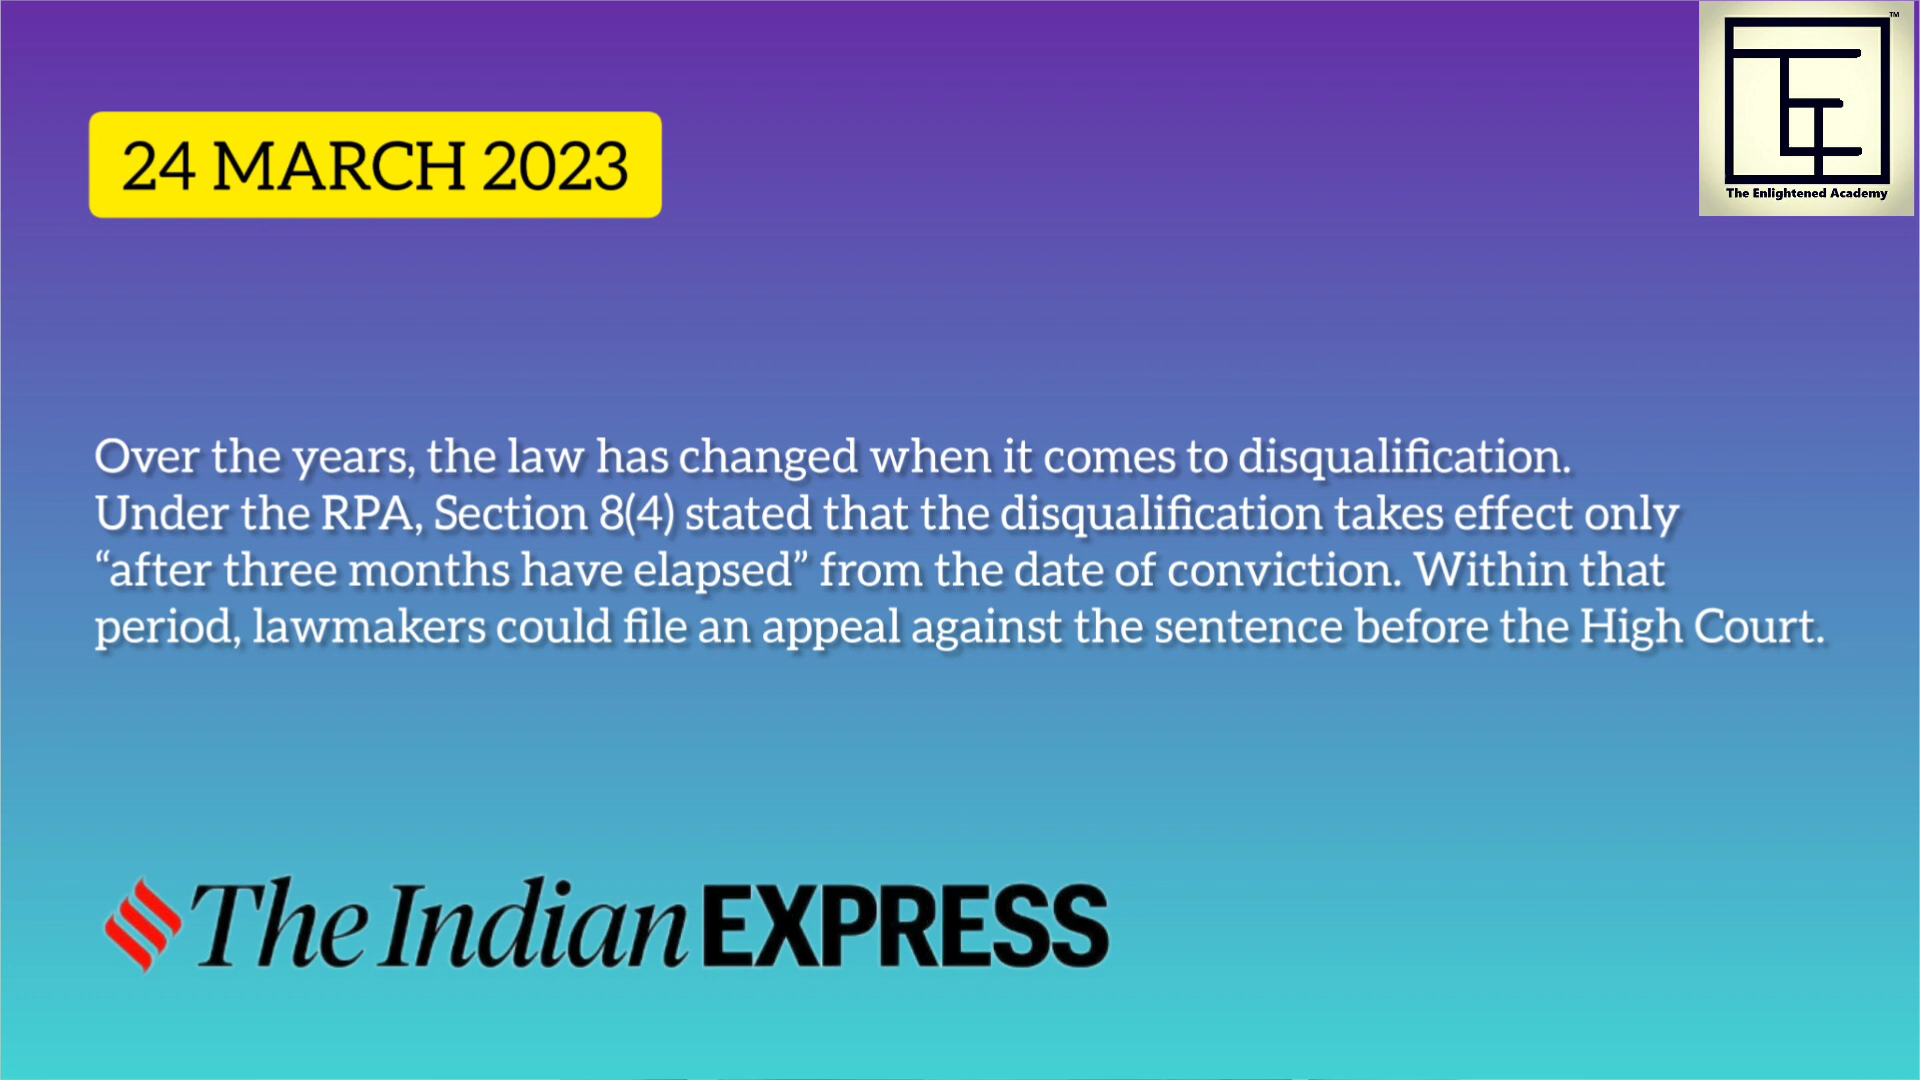 ™
The Enlightened Academy
24 MARCH 2023
Over the years, the law has changed when it comes to disqualification.
Under the RPA, Section 8(4) stated that the disqualification takes effect only
“after three months have elapsed” from the date of conviction. Within that
period, lawmakers could file an appeal against the sentence before the High Court.
The Indian EXPRESS